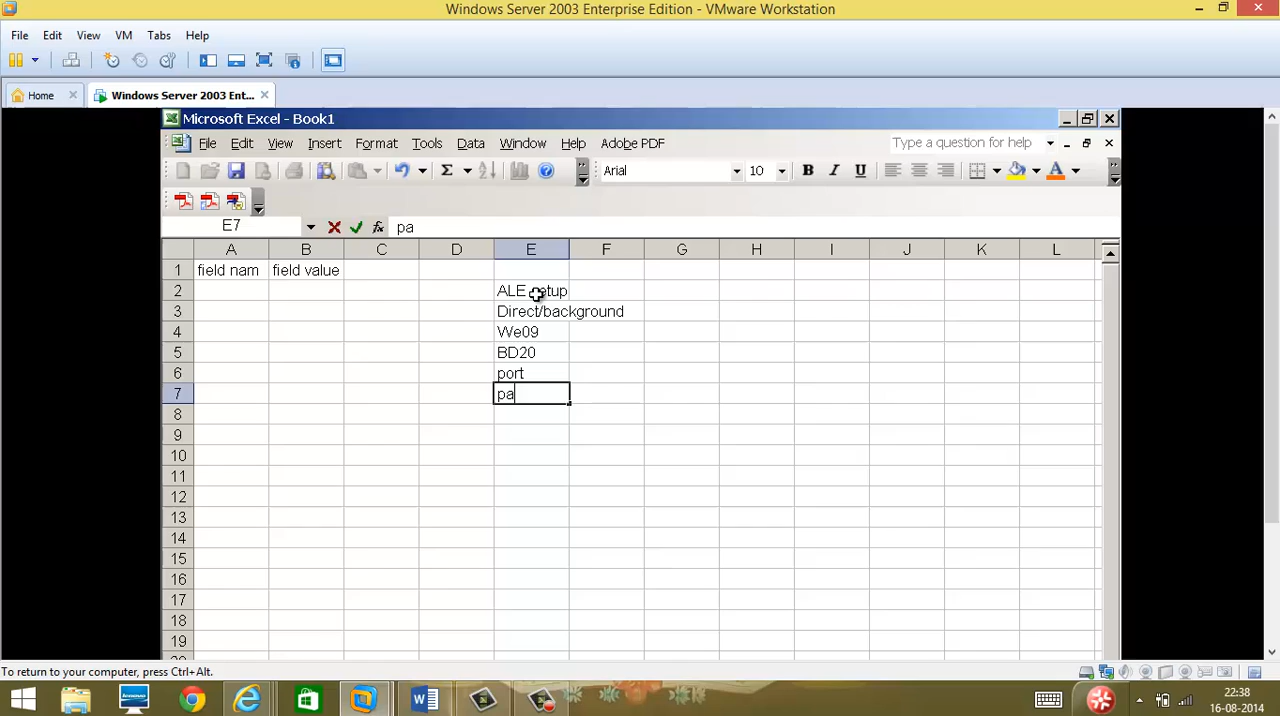 Windows Server 2003 Enterprise Edition - VMware Workstation
File Edit View VM Tabs Help
Home Windows Server 2003 Ent...
Microsoft Excel - Book1
File Edit View Insert Format Tools Data Window Help Adobe PDF Type a question for help
Arial 10 B I U
E7 fx pa
A B C D E F G H I J K L
1 field nam field value
2 ALE setup
3 Direct/background
4 We09
5 BD20
6 port
7 pa
8
9
10
11
12
13
14
15
16
17
18
19
To return to your computer, press Ctrl+Alt.
22:38
16-08-2014